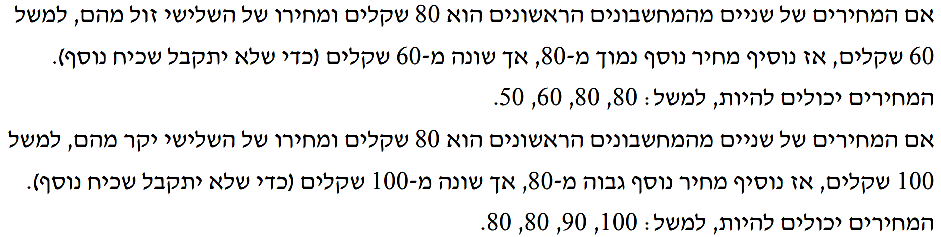 אם המחירים של שניים מהמחשבונים הראשונים הוא 80 שקלים ומחירו של השלישי זול מהם, למשל
60 שקלים, אז נוסיף מחיר נוסף נמוך מ-80, אך שונה מ-60 שקלים (כדי שלא יתקבל שכיח נוסף).
המחירים יכולים להיות, למשל: 80, 80, 60, 50.
אם המחירים של שניים מהמחשבונים הראשונים הוא 80 שקלים ומחירו של השלישי יקר מהם, למשל
100 שקלים, אז נוסיף מחיר נוסף גבוה מ-80, אך שונה מ-100 שקלים (כדי שלא יתקבל שכיח נוסף).
המחירים יכולים להיות, למשל: 100, 90, 80, 80.